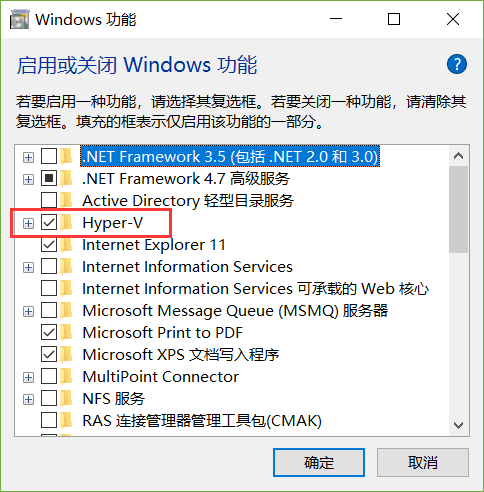 Windows 功能
启用或关闭 Windows 功能
?
若要启用一种功能，请选择其复选框。若要关闭一种功能，请清除其
复选框。填充的框表示仅启用该功能的一部分。
.NET Framework 3.5 (包括 .NET 2.0 和 3.0)
.NET Framework 4.7 高级服务
Active Directory 轻型目录服务
Hyper-V
Internet Explorer 11
Internet Information Services
Internet Information Services 可承载的 Web 核心
Microsoft Message Queue (MSMQ) 服务器
Microsoft Print to PDF
Microsoft XPS 文档写入程序
MultiPoint Connector
NFS 服务
RAS 连接管理器管理工具包(CMAK)
确定
取消